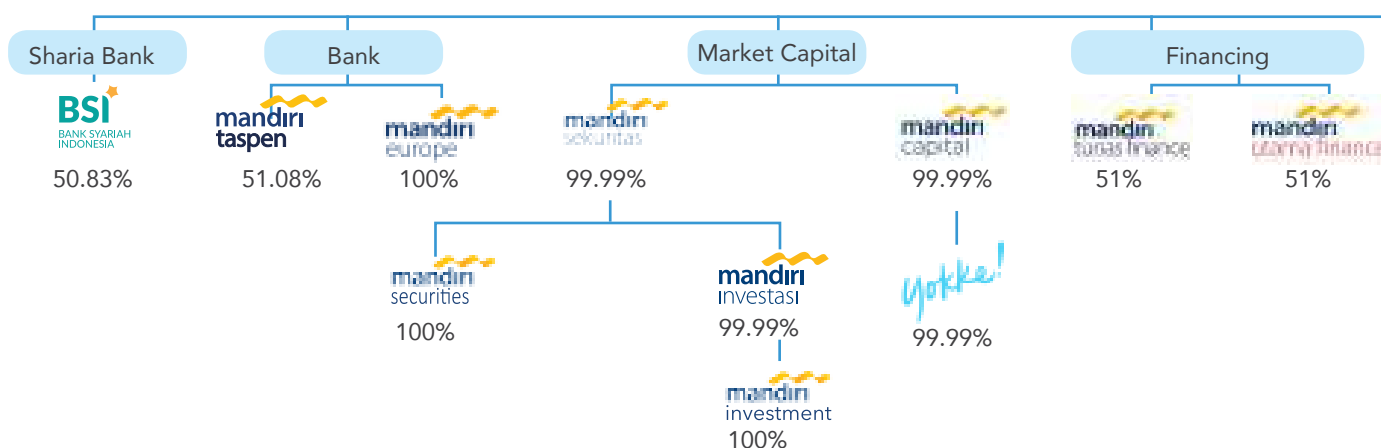 Sharia Bank
Bank
Market Capital
Financing
BSI
BANK SYARIAH
INDONESIA
50.83%
mandiri
taspen
51.08%
mandiri
europe
100%
mandiri
sekuritas
99.99%
mandiri
capital
99.99%
mandiri
tunas finance
51%
mandiri
utama finance
51%
mandiri
securities
100%
mandiri
investasi
99.99%
yokke!
99.99%
mandiri
investment
100%